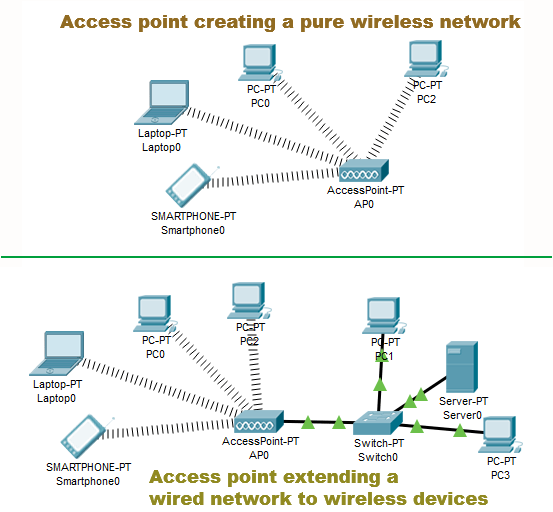 Access point creating a pure wireless network
PC-PT
PC0
PC-PT
PC2
Laptop-PT
Laptop0
AccessPoint-PT
AP0
SMARTPHONE-PT
Smartphone0
PC-PT
PC0
PC-PT
PC2
PC-PT
PC1
Laptop-PT
Laptop0
Server-PT
Server0
AccessPoint-PT
AP0
Switch-PT
Switch0
SMARTPHONE-PT
Smartphone0
PC-PT
PC3
Access point extending a
wired network to wireless devices